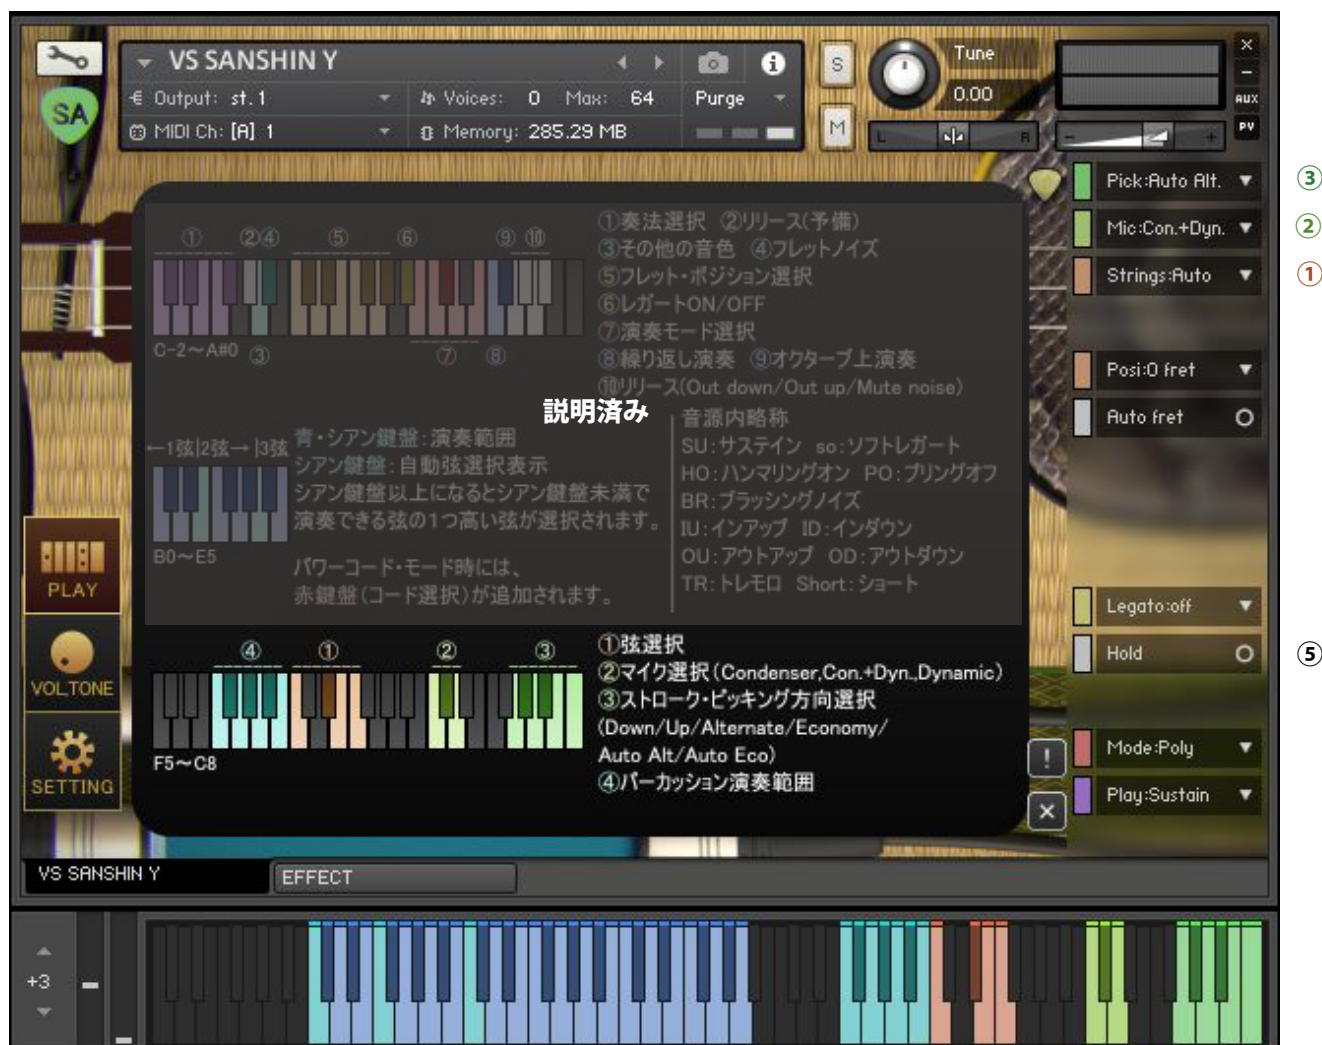 VS SANSHIN Y
Output: st.1
Voices: 0 Max: 64
Purge
MIDI Ch: [A] 1
Memory: 285.29 MB
S
M
Tune
0.00
L
R
AUX
PV
SA
Pick:Auto Alt.
③
Mic:Con.+Dyn.
②
Strings:Auto
①
Posi:0 fret
Auto fret
Legato:off
Hold
⑤
Mode:Poly
Play:Sustain
① ②④ ⑤ ⑥ ⑨ ⑩
C-2～A#0 ③ ⑦ ⑧
①奏法選択 ②リリース(予備)
③その他の音色 ④フレットノイズ
⑤フレット・ポジション選択
⑥レガートON/OFF
⑦演奏モード選択
⑧繰り返し演奏 ⑨オクターブ上演奏
⑩リリース(Out down/Out up/Mute noise)
説明済み
←1弦|2弦→ |3弦
B0～E5
青・シアン鍵盤：演奏範囲
シアン鍵盤：自動弦選択表示
シアン鍵盤以上になるとシアン鍵盤未満で
演奏できる弦の1つ高い弦が選択されます。
パワーコード・モード時には、
赤鍵盤(コード選択)が追加されます。
音源内略称
SU：サステイン so：ソフトレガート
HO：ハンマリングオン PO：プリングオフ
BR：ブラッシングノイズ
IU：インアップ ID：インダウン
OU：アウトアップ OD：アウトダウン
TR：トレモロ Short：ショート
④ ① ② ③
F5～C8
①弦選択
②マイク選択(Condenser,Con.+Dyn.,Dynamic)
③ストローク・ピッキング方向選択
(Down/Up/Alternate/Economy/
Auto Alt/Auto Eco)
④パーカッション演奏範囲
PLAY
VOL,TONE
SETTING
VS SANSHIN Y
EFFECT
+3